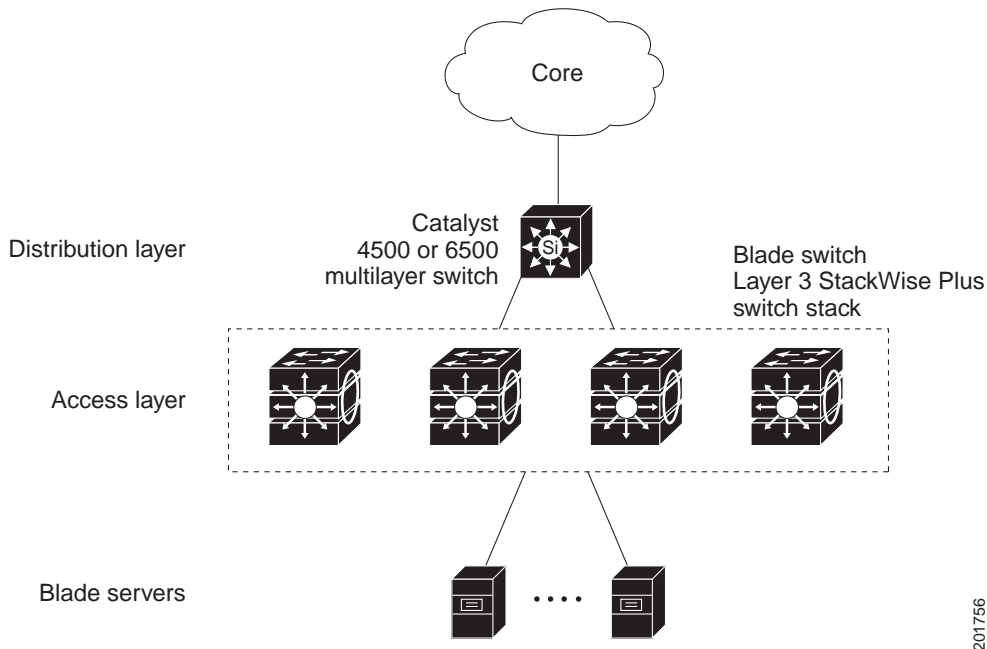 Core
Catalyst
4500 or 6500
multilayer switch
Si
Distribution layer
Blade switch
Layer 3 StackWise Plus
switch stack
Access layer
Blade servers
201756